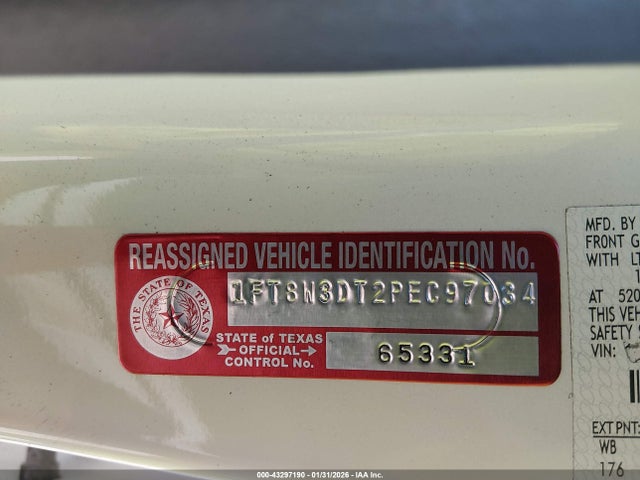 REASSIGNED VEHICLE IDENTIFICATION No.
1FT8W3DT2PEC97034
THE STATE OF TEXAS
STATE of TEXAS
OFFICIAL
CONTROL No.
65331
MFD. BY
FRONT G
WITH LT
AT 520
THIS VEH
SAFETY
VIN:
EXT PNT:
WB
176
000-43297190 - 01/31/2026 - IAA Inc.